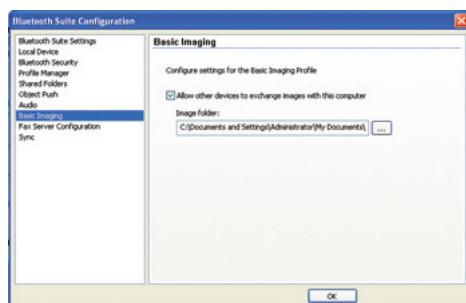 Bluetooth Suite Configuration
Bluetooth Suite Settings
Local Device
Bluetooth Security
Profile Manager
Shared Folders
Object Push
Audio
Basic Imaging
Fax Server Configuration
Sync
Basic Imaging
Configure settings for the Basic Imaging Profile
Allow other devices to exchange images with this computer
Image folder:
C:\Documents and Settings\Administrator\My Documents\
...
OK